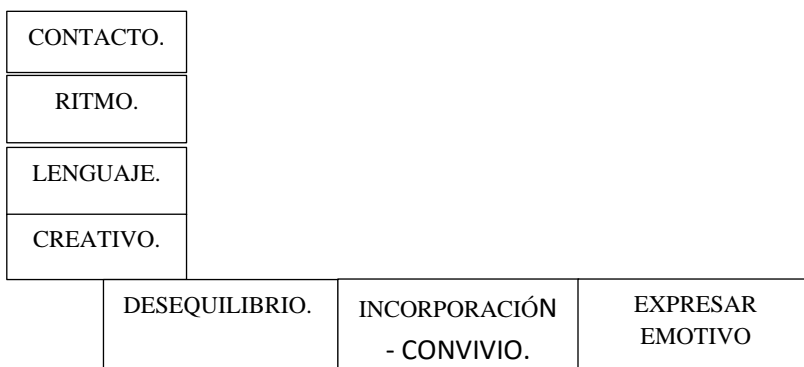 CONTACTO.
RITMO.
LENGUAJE.
CREATIVO.
DESEQUILIBRIO.
INCORPORACIÓN
- CONVIVIO.
EXPRESAR
EMOTIVO